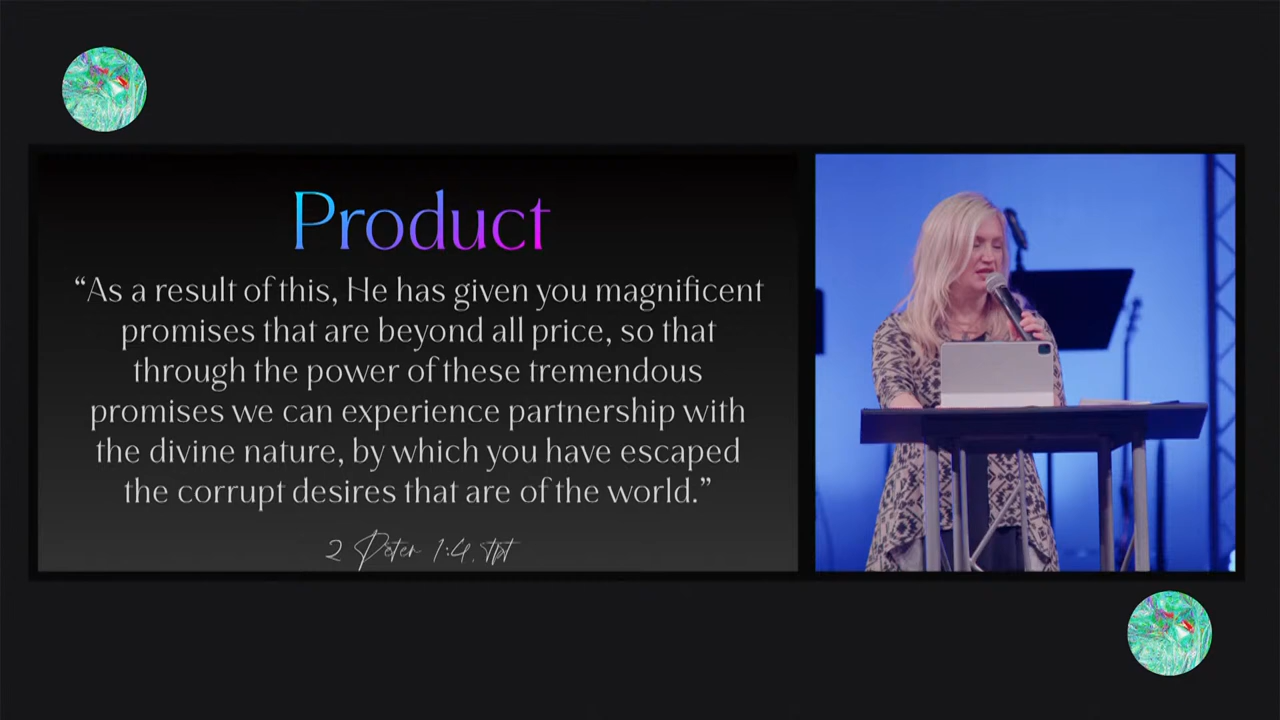 Product
“As a result of this, He has given you magnificent
promises that are beyond all price, so that
through the power of these tremendous
promises we can experience partnership with
the divine nature, by which you have escaped
the corrupt desires that are of the world.”
2 Peter 1:4, tpt